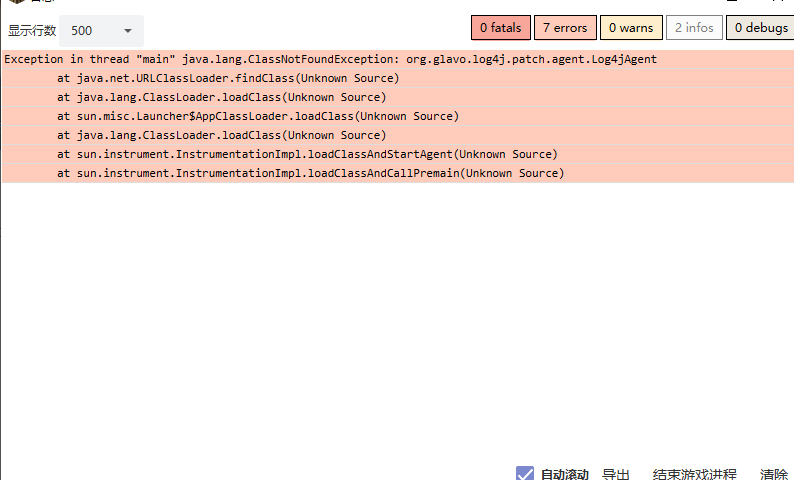 显示行数 500 0 fatals 7 errors 0 warns 2 infos 0 debugs
Exception in thread "main" java.lang.ClassNotFoundException: org.glavo.log4j.patch.agent.Log4jAgent
at java.net.URLClassLoader.findClass(Unknown Source)
at java.lang.ClassLoader.loadClass(Unknown Source)
at sun.misc.Launcher$AppClassLoader.loadClass(Unknown Source)
at java.lang.ClassLoader.loadClass(Unknown Source)
at sun.instrument.InstrumentationImpl.loadClassAndStartAgent(Unknown Source)
at sun.instrument.InstrumentationImpl.loadClassAndCallPremain(Unknown Source)
自动滚动 导出 结束游戏进程 清除